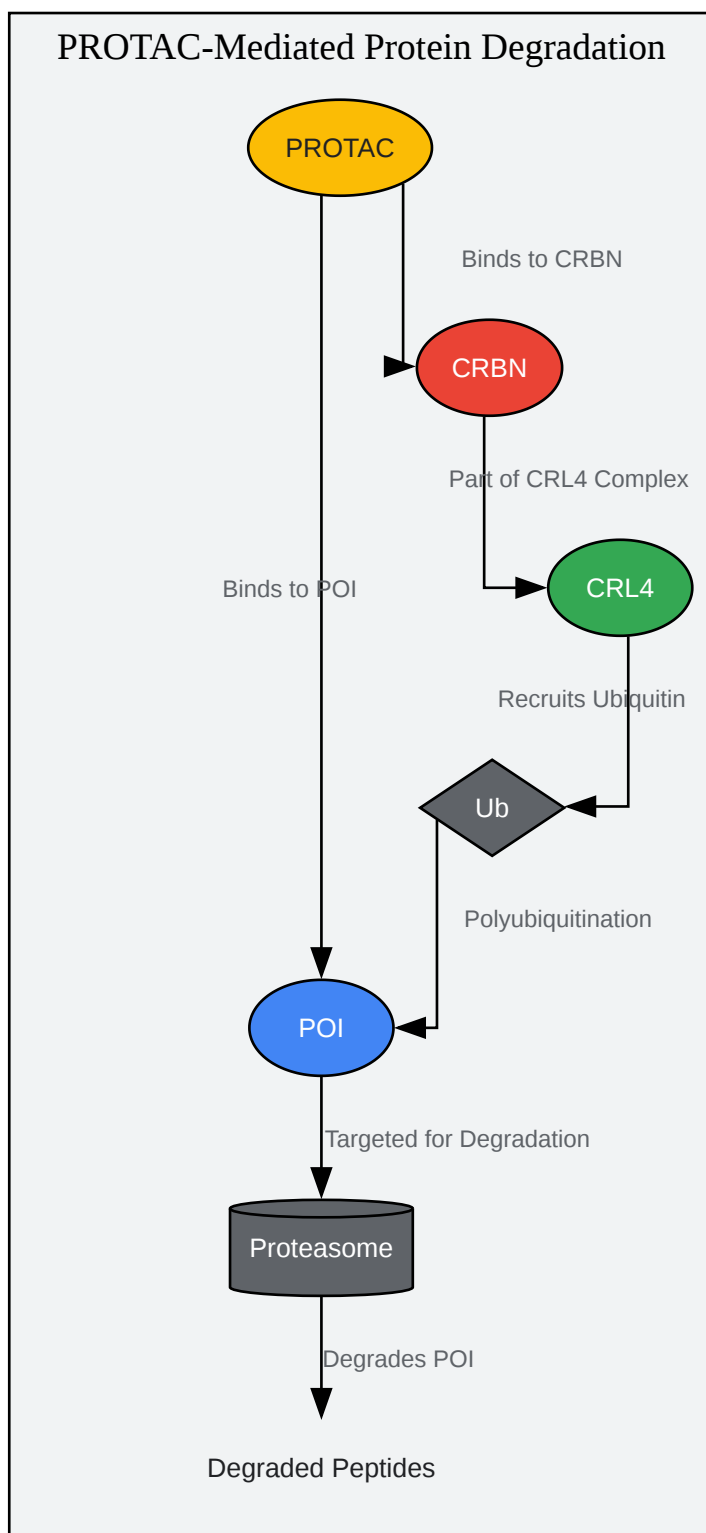 PROTAC-Mediated Protein Degradation
PROTAC
Binds to CRBN
CRBN
Part of CRL4 Complex
Binds to POI
CRL4
Recruits Ubiquitin
Ub
Polyubiquitination
POI
Targeted for Degradation
Proteasome
Degrades POI
Degraded Peptides